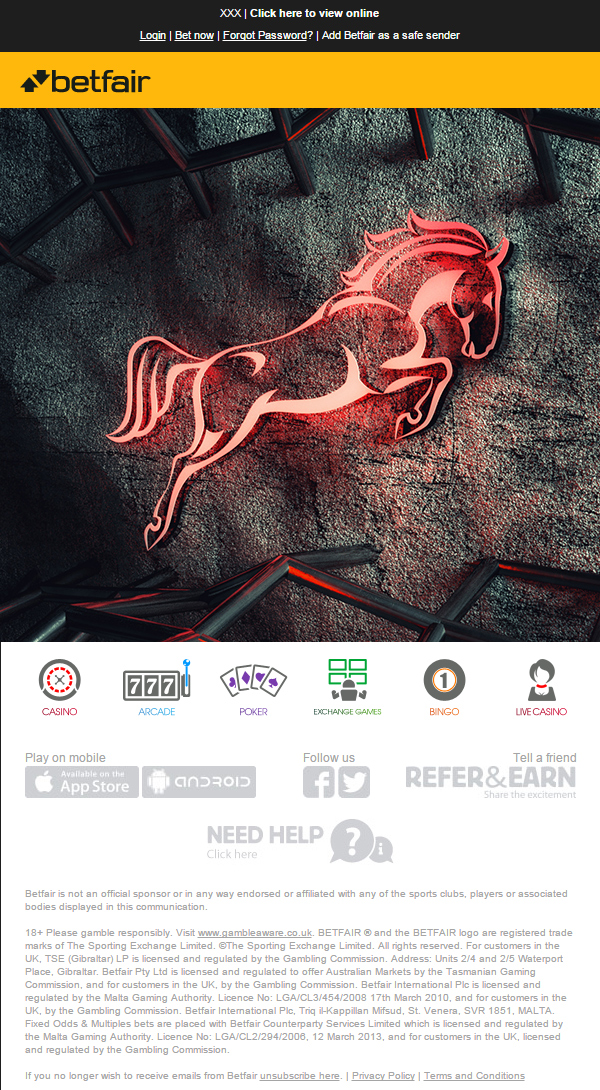 XXX | Click here to view online
Login | Bet now | Forgot Password? | Add Betfair as a safe sender
betfair
777
1
CASINO
ARCADE
POKER
EXCHANGE GAMES
BINGO
LIVE CASINO
Play on mobile
Available on the
App Store
ANDROID
Follow us
Tell a friend
REFER&EARN
Share the excitement
NEED HELP
Click here
? i
Betfair is not an official sponsor or in any way endorsed or affiliated with any of the sports clubs, players or associated
bodies displayed in this communication.
18+ Please gamble responsibly. Visit www.gambleaware.co.uk. BETFAIR ® and the BETFAIR logo are registered trade
marks of The Sporting Exchange Limited. ©The Sporting Exchange Limited. All rights reserved. For customers in the
UK, TSE (Gibraltar) LP is licensed and regulated by the Gambling Commission. Address: Units 2/4 and 2/5 Waterport
Place, Gibraltar. Betfair Pty Ltd is licensed and regulated to offer Australian Markets by the Tasmanian Gaming
Commission, and for customers in the UK, by the Gambling Commission. Betfair International Plc is licensed and
regulated by the Malta Gaming Authority. Licence No: LGA/CL3/454/2008 17th March 2010, and for customers in the
UK, by the Gambling Commission. Betfair International Plc, Triq il-Kappillan Mifsud, St. Venera, SVR 1851, MALTA.
Fixed Odds & Multiples bets are placed with Betfair Counterparty Services Limited which is licensed and regulated by
the Malta Gaming Authority. Licence No: LGA/CL2/294/2006, 12 March 2013, and for customers in the UK, licensed
and regulated by the Gambling Commission.
If you no longer wish to receive emails from Betfair unsubscribe here. | Privacy Policy | Terms and Conditions